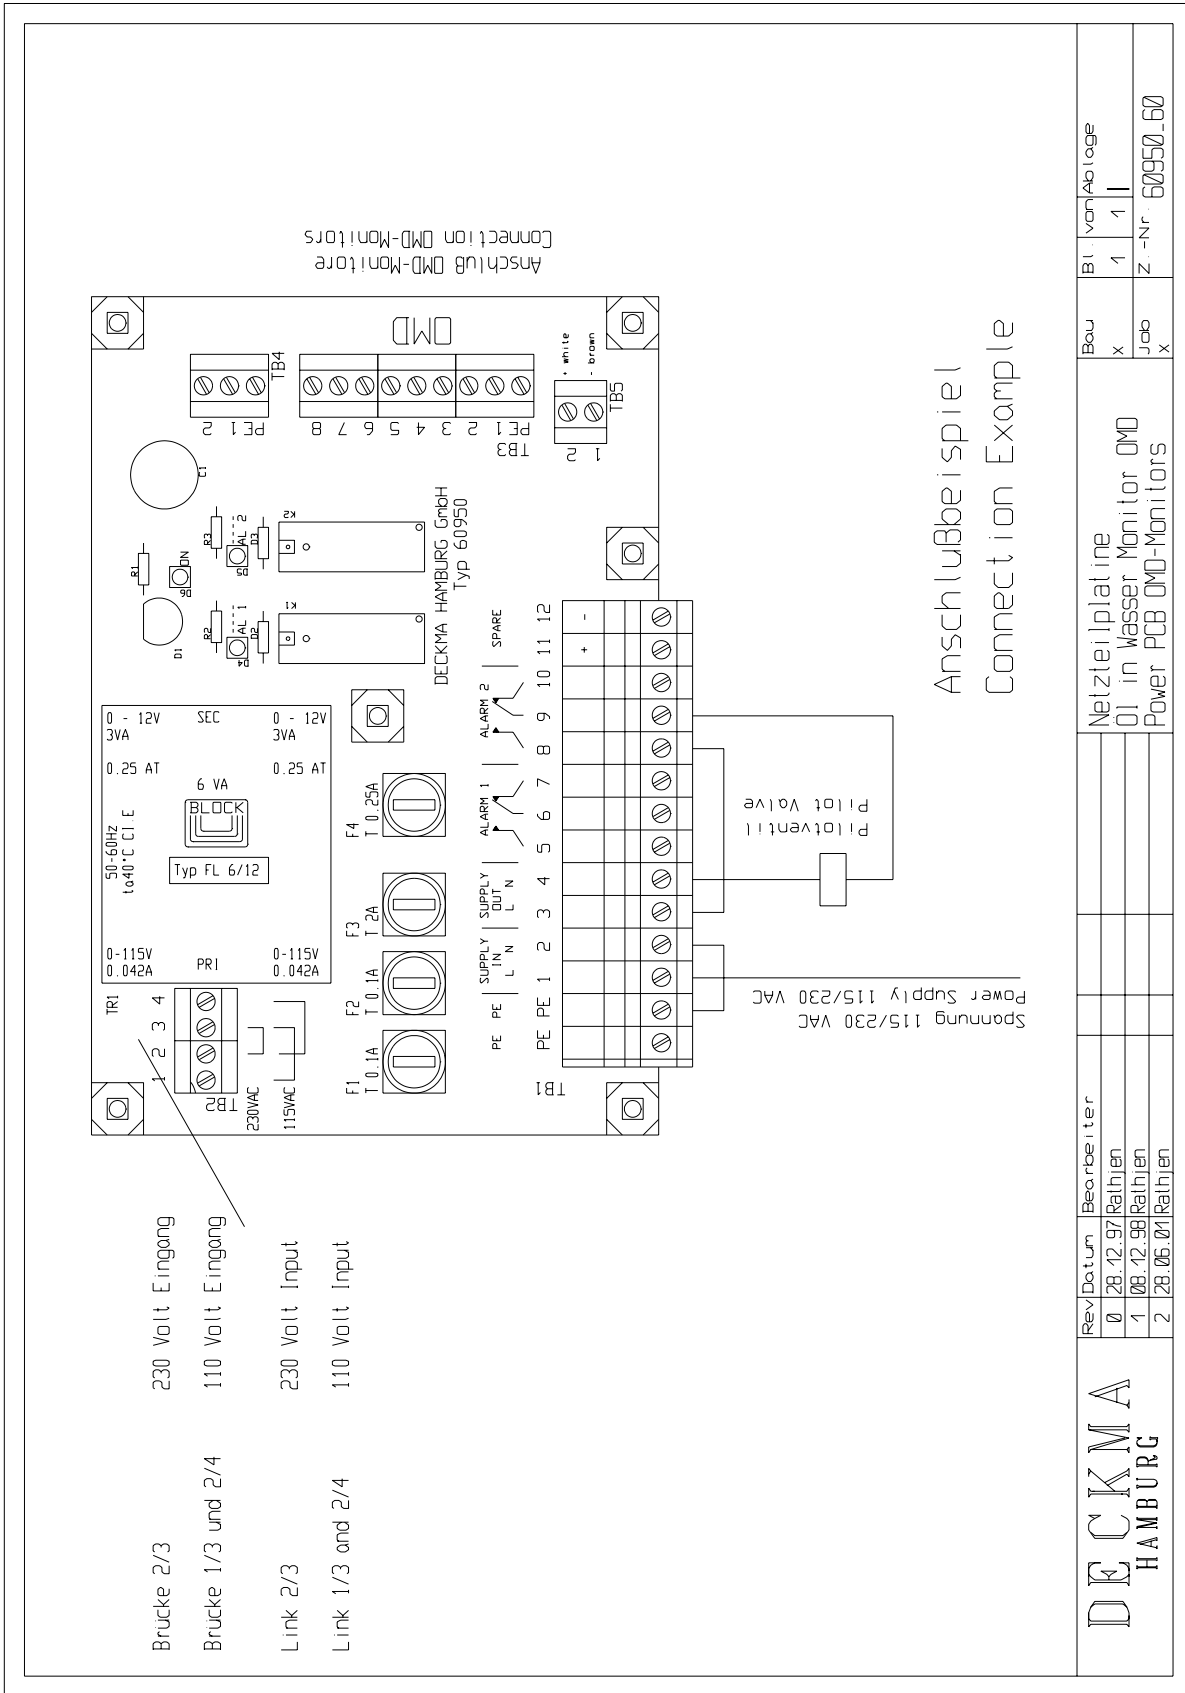 Brücke 2/3 230 Volt Eingang
Brücke 1/3 und 2/4 110 Volt Eingang
Link 2/3 230 Volt Input
Link 1/3 and 2/4 110 Volt Input
TR1
1 2 3 4
TB2
230VAC
115VAC
0-115V
0.042A
PRI
0-115V
0.042A
50-60Hz
ta40°C CI.E
Typ FL 6/12
BLOCK
6 VA
0.25 AT
0.25 AT
0 - 12V
3VA
SEC
0 - 12V
3VA
F1
T 0.1A
F2
T 0.1A
F3
T 2A
F4
T 0.25A
D1
R1
D6
ON
C1
R2
D4
AL 1
D2
K1
R3
D5
AL 2
D3
K2
DECKMA HAMBURG GmbH
Typ 60950
2 1 PE
TB4
OMD
8 7 6 5 4 3 2 1 PE
TB3
+ white
- brown
2 1
TB5
Anschluß OMD-Monitore
Connection OMD-Monitors
PE PE
SUPPLY
IN
L N
SUPPLY
OUT
L N
ALARM 1
ALARM 2
SPARE
TB1
PE PE 1 2 3 4 5 6 7 8 9 10 11 12
+ -
Pilotventil
Pilot Valve
Spannung 115/230 VAC
Power Supply 115/230 VAC
Anschlußbeispiel
Connection Example
DECKMA
HAMBURG
Rev Datum Bearbeiter
0 28.12.97 Rathjen
1 08.12.98 Rathjen
2 28.06.01 Rathjen
Netzteilplatine
Öl in Wasser Monitor OMD
Power PCB OMD-Monitors
Bau
X
Job
X
Bl. von Ablage
1 1
Z.-Nr. 60950_60